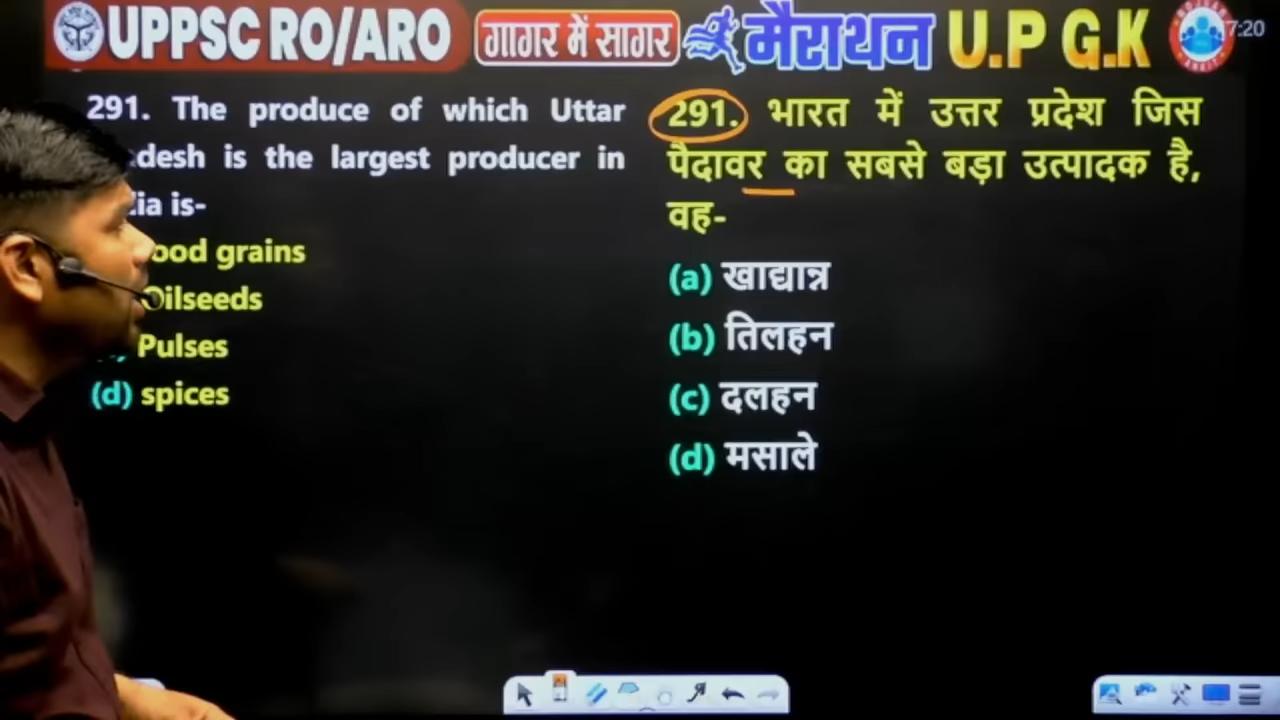 UPPSC RO/ARO गागर में सागर मैराथन U.P G.K 7:20
291. The produce of which Uttar
desh is the largest producer in
is-
ood grains
Oilseeds
Pulses
(d) spices
291. भारत में उत्तर प्रदेश जिस
पैदावर का सबसे बड़ा उत्पादक है,
वह-
(a) खाद्यान्न
(b) तिलहन
(c) दलहन
(d) मसाले